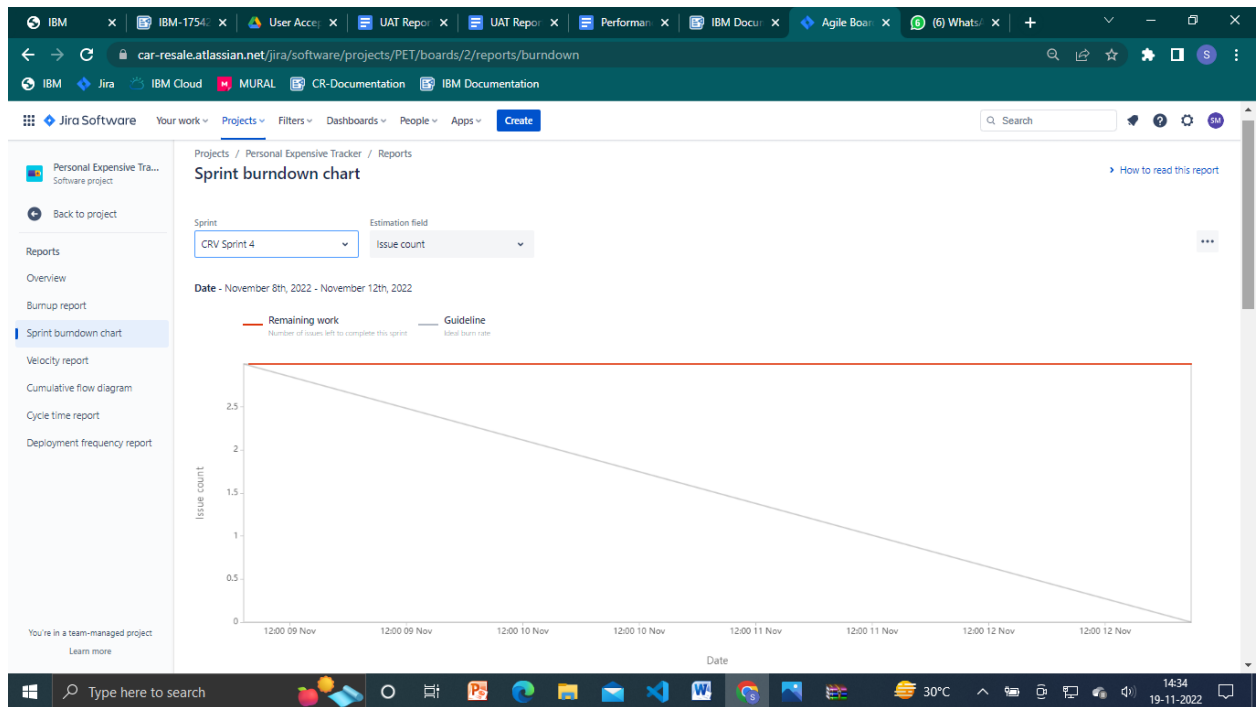 IBM
IBM-17542
User Accep
UAT Repor
UAT Repor
Performan
IBM Docum
Agile Board
(6) WhatsA
car-resale.atlassian.net/jira/software/projects/PET/boards/2/reports/burndown
S
IBM Jira IBM Cloud MURAL CR-Documentation IBM Documentation
Jira Software Your work Projects Filters Dashboards People Apps Create Search SM
Projects / Personal Expensive Tracker / Reports
Personal Expensive Tra...
Software project
Sprint burndown chart
How to read this report
Back to project
Sprint Estimation field
CRV Sprint 4 Issue count
Reports
Overview
Burnup report
Sprint burndown chart
Velocity report
Cumulative flow diagram
Cycle time report
Deployment frequency report
Date - November 8th, 2022 - November 12th, 2022
Remaining work Guideline
Number of issues left to complete this sprint Ideal burn rate
2.5
2
1.5
1
0.5
0
Issue count
12:00 09 Nov 12:00 09 Nov 12:00 10 Nov 12:00 10 Nov 12:00 11 Nov 12:00 11 Nov 12:00 12 Nov 12:00 12 Nov
Date
You're in a team-managed project
Learn more
Type here to search
30°C
14:34
19-11-2022